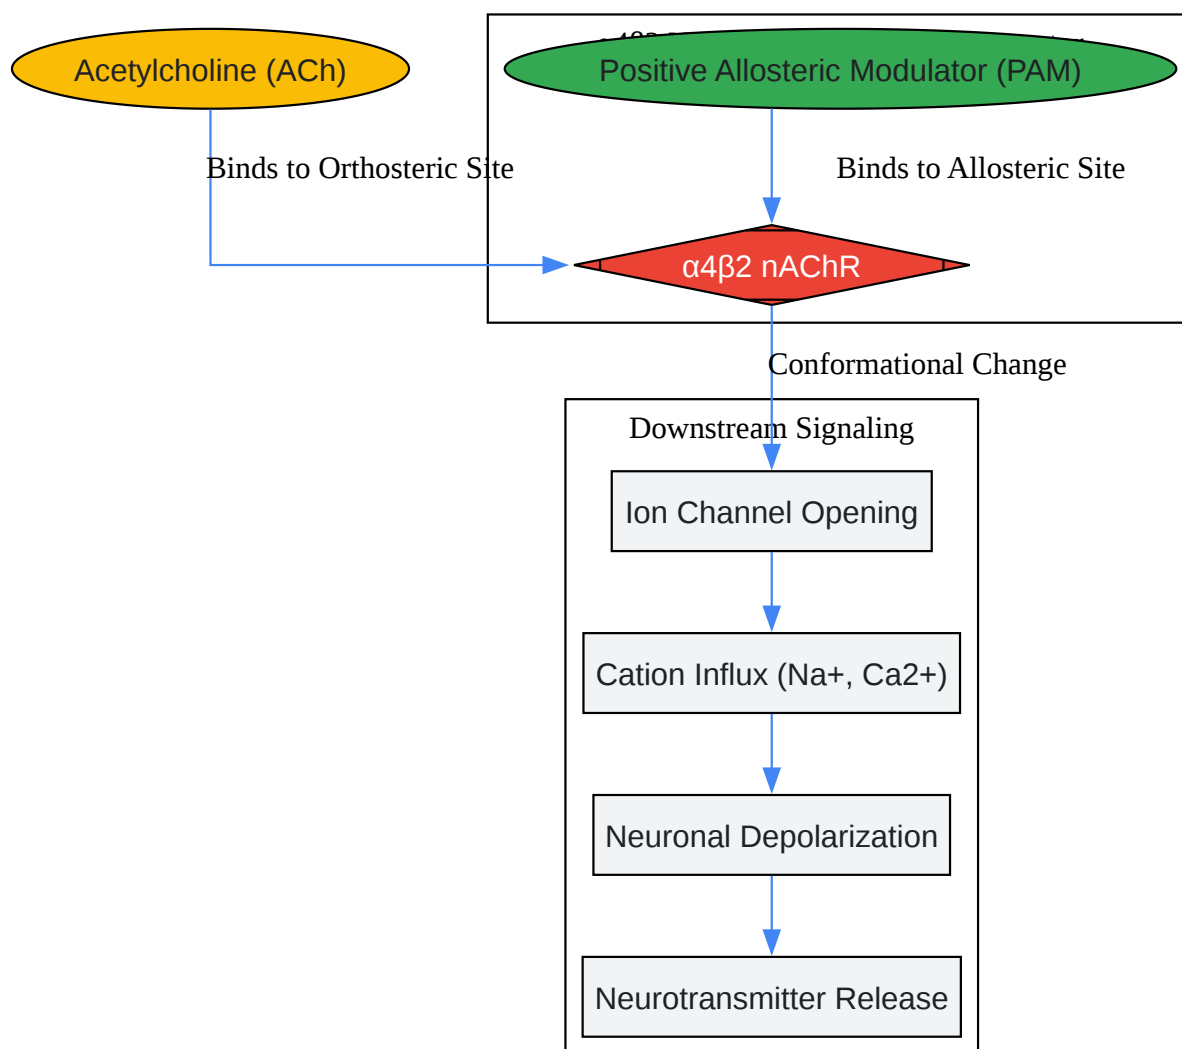 Acetylcholine (ACh)
Positive Allosteric Modulator (PAM)
Binds to Orthosteric Site
Binds to Allosteric Site
α4β2 nAChR
Conformational Change
Downstream Signaling
Ion Channel Opening
Cation Influx (Na+, Ca2+)
Neuronal Depolarization
Neurotransmitter Release